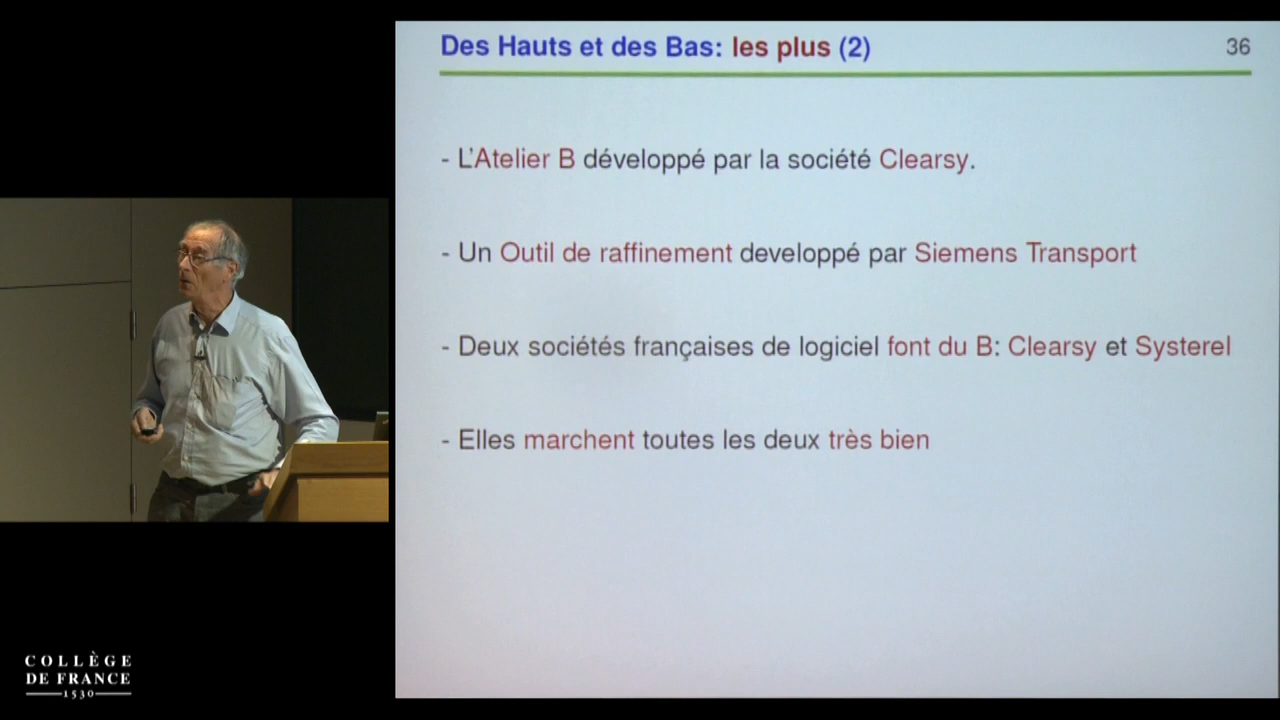 Des Hauts et des Bas: les plus (2)
36
- L'Atelier B développé par la société Clearsy.
- Un Outil de raffinement developpé par Siemens Transport
- Deux sociétés françaises de logiciel font du B: Clearsy et Systerel
- Elles marchent toutes les deux très bien
COLLÈGE
DE FRANCE
1530